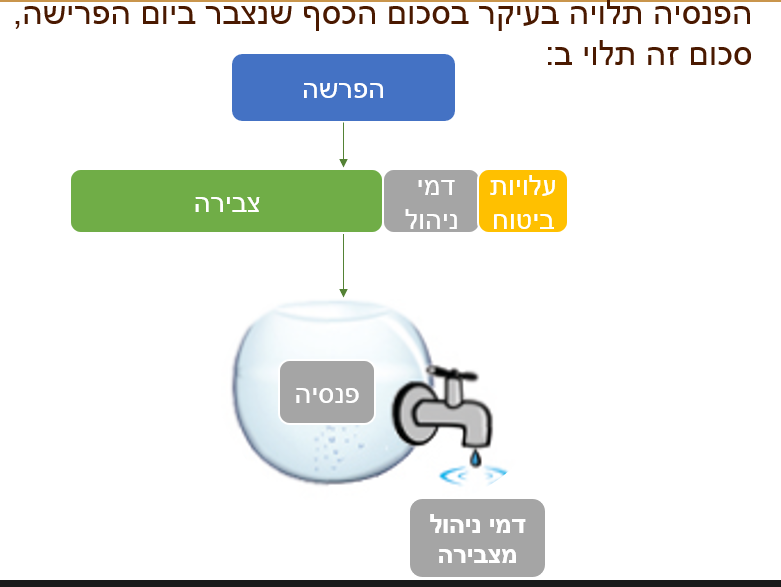 הפנסיה תלויה בעיקר בסכום הכסף שנצבר ביום הפרישה,
סכום זה תלוי ב:
הפרשה
עלויות
ביטוח
דמי
ניהול
צבירה
פנסיה
דמי ניהול
מצבירה